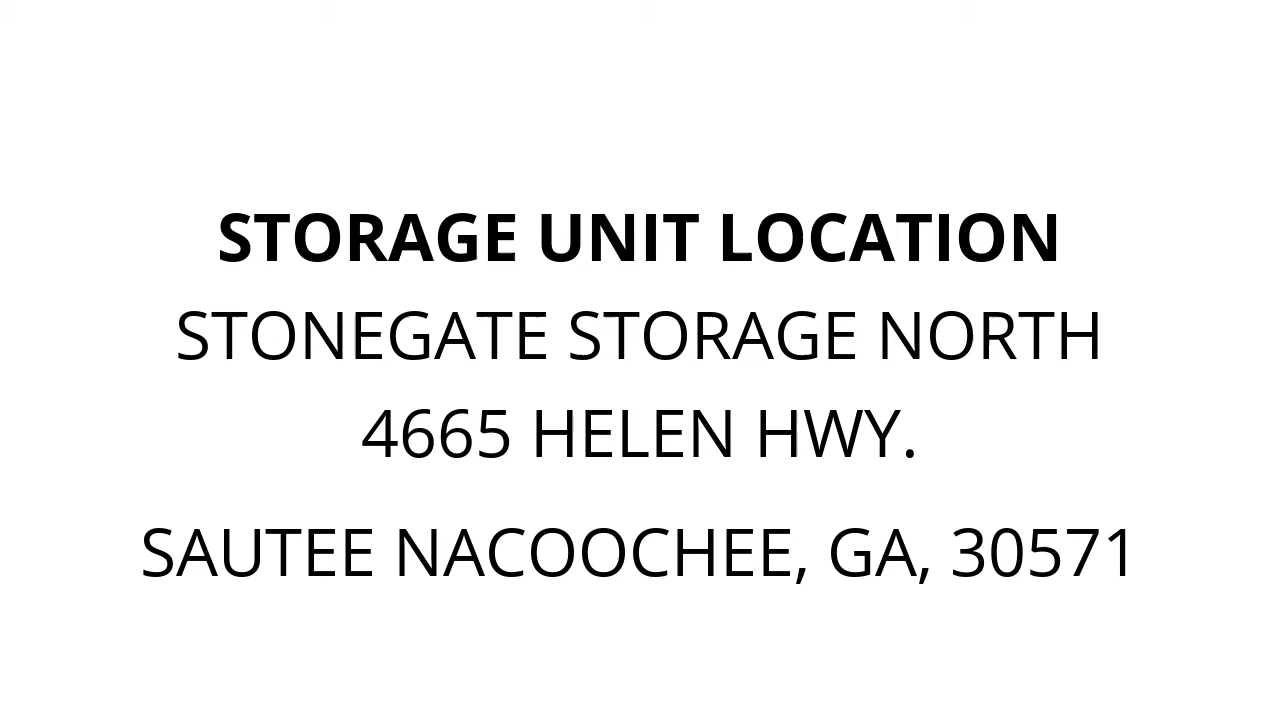 STORAGE UNIT LOCATION
STONEGATE STORAGE NORTH
4665 HELEN HWY.
SAUTEE NACOOCHEE, GA, 30571